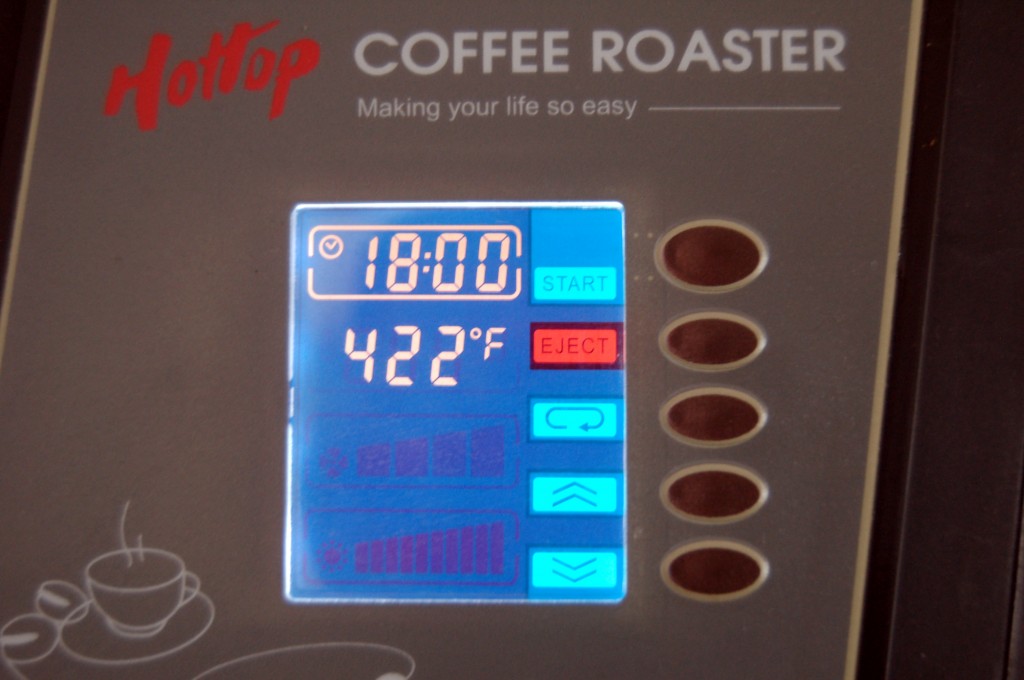 HOTTOP COFFEE ROASTER
Making your life so easy
18:00
START
422°F
EJECT